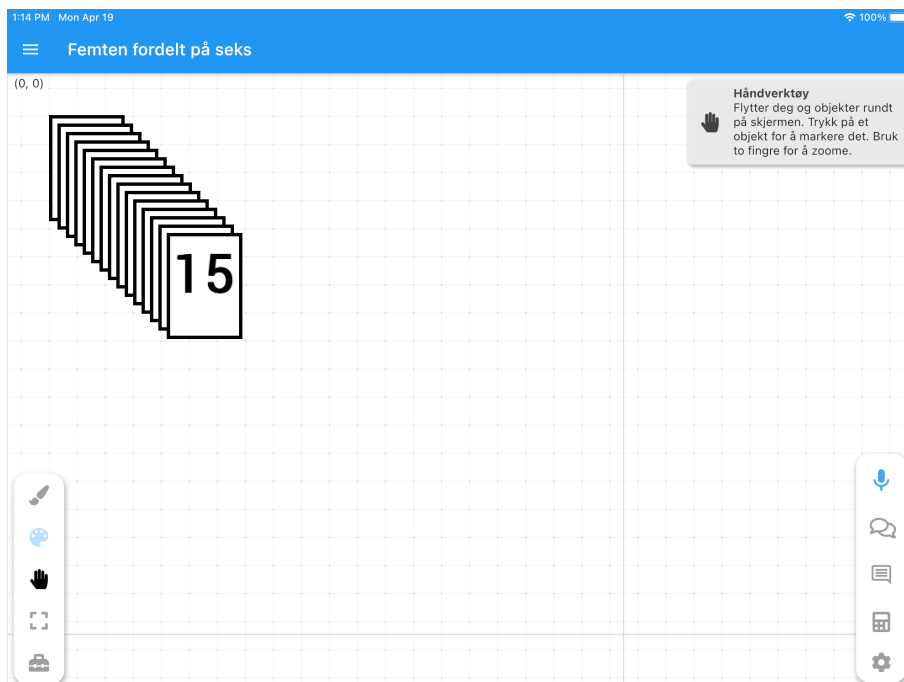 1:14 PM Mon Apr 19
100%
Femten fordelt på seks
(0, 0)
Håndverktøy
Flytter deg og objekter rundt
på skjermen. Trykk på et
objekt for å markere det. Bruk
to fingre for å zoome.
15